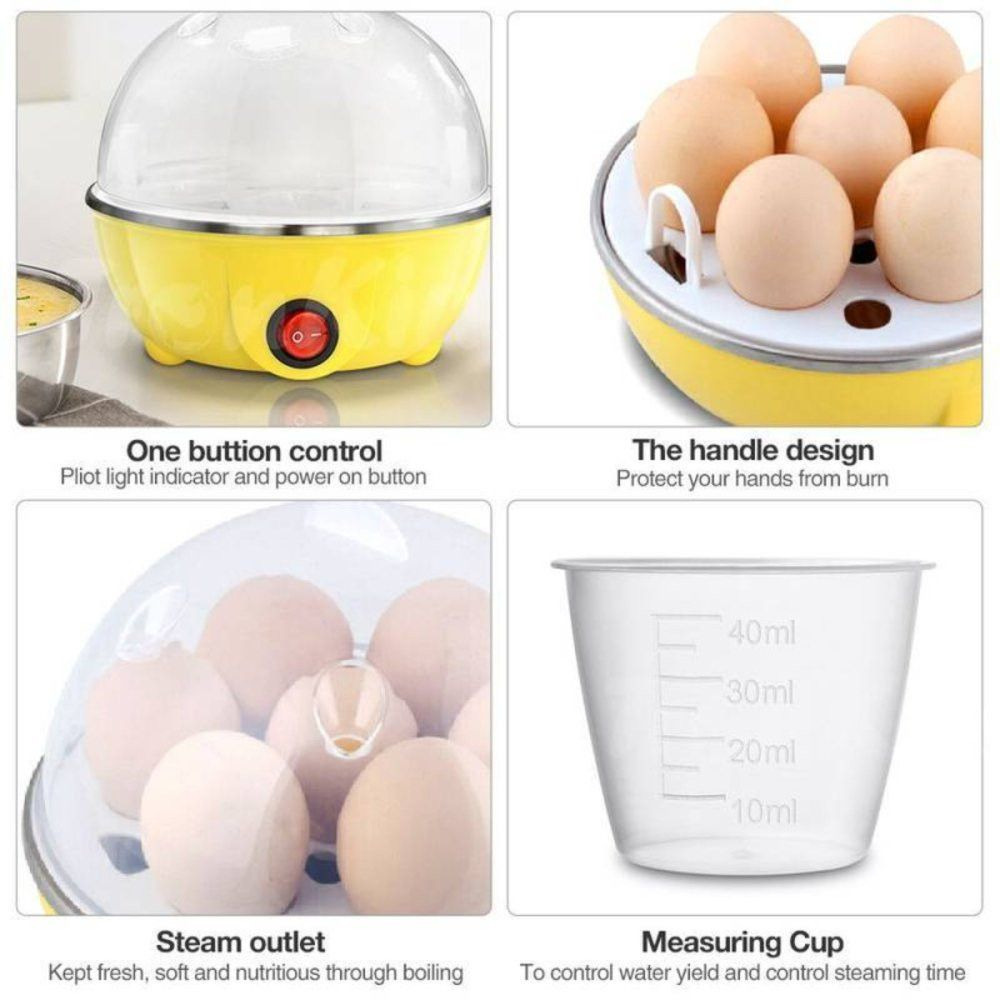 One buttion control
Pliot light indicator and power on button
The handle design
Protect your hands from burn
40ml
30ml
20ml
10ml
Steam outlet
Kept fresh, soft and nutritious through boiling
Measuring Cup
To control water yield and control steaming time